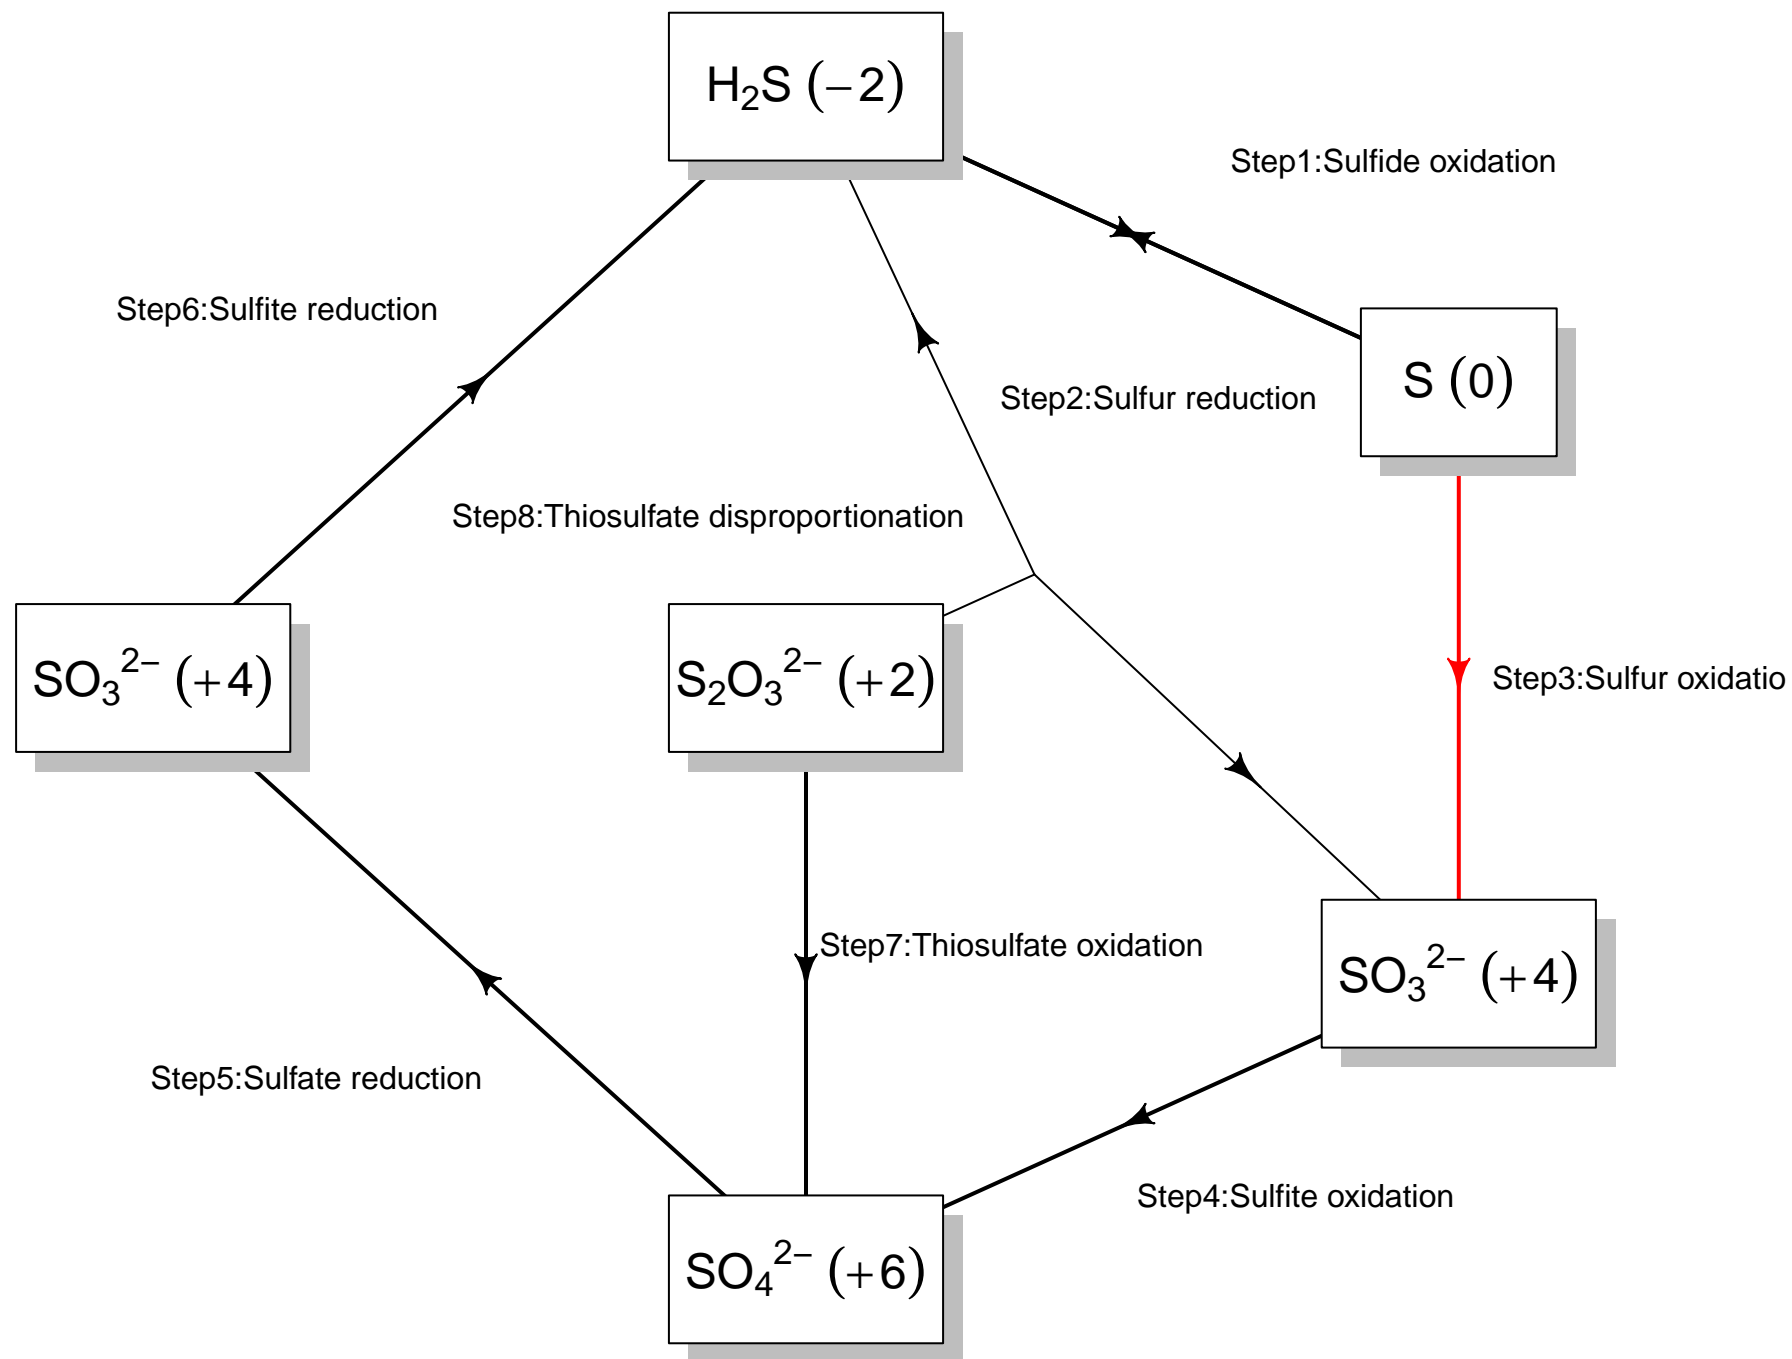 H₂S (−2)
Step1:Sulfide oxidation
Step6:Sulfite reduction
S (0)
Step2:Sulfur reduction
Step8:Thiosulfate disproportionation
SO₃²⁻ (+4)
S₂O₃²⁻ (+2)
Step3:Sulfur oxidatio
Step7:Thiosulfate oxidation
SO₃²⁻ (+4)
Step5:Sulfate reduction
Step4:Sulfite oxidation
SO₄²⁻ (+6)